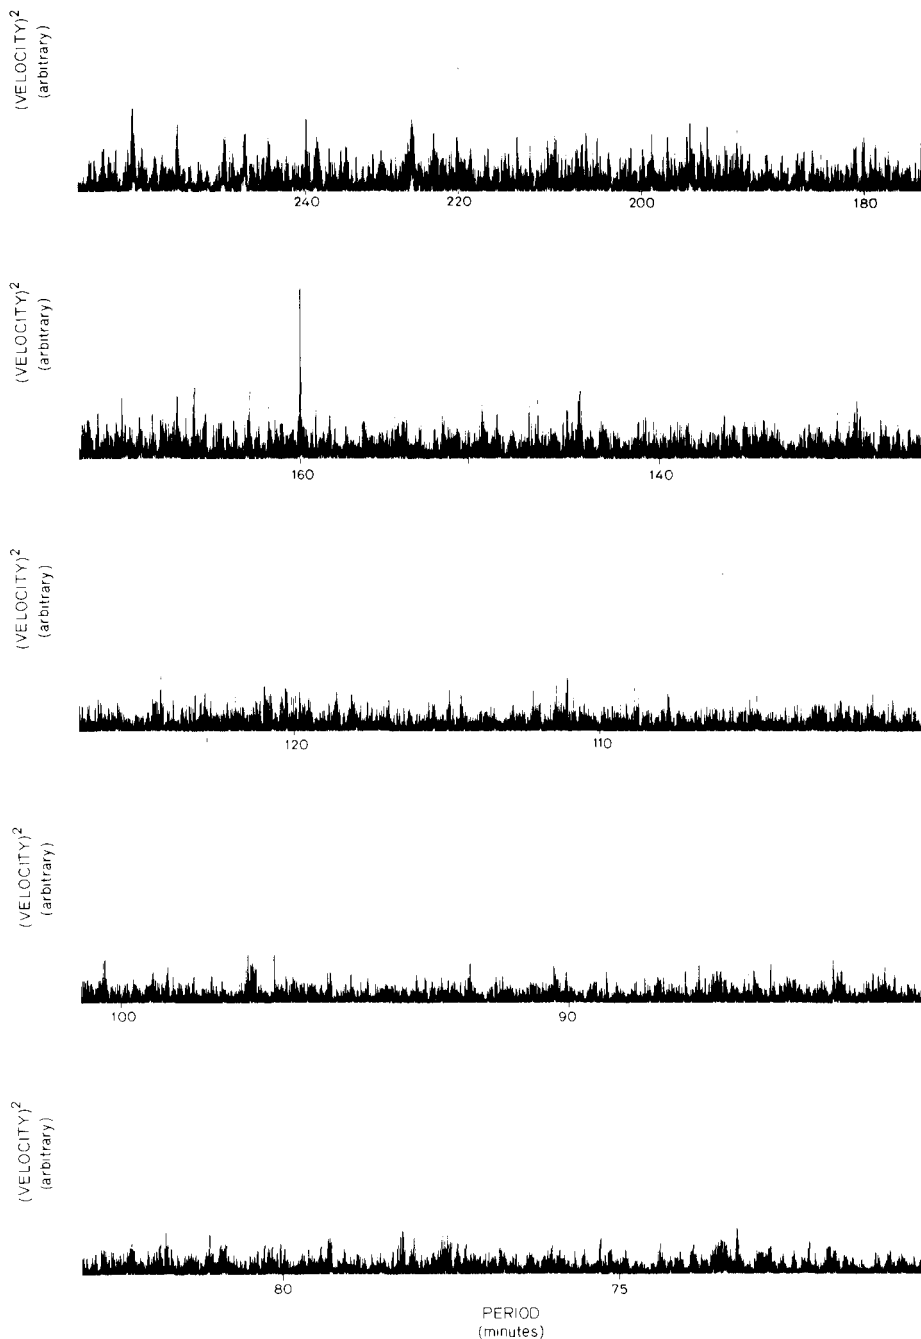 (VELOCITY)²
(arbitrary)
240 220 200 180
(VELOCITY)²
(arbitrary)
160 140
(VELOCITY)²
(arbitrary)
120 110
(VELOCITY)²
(arbitrary)
100 90
(VELOCITY)²
(arbitrary)
80 75
PERIOD
(minutes)